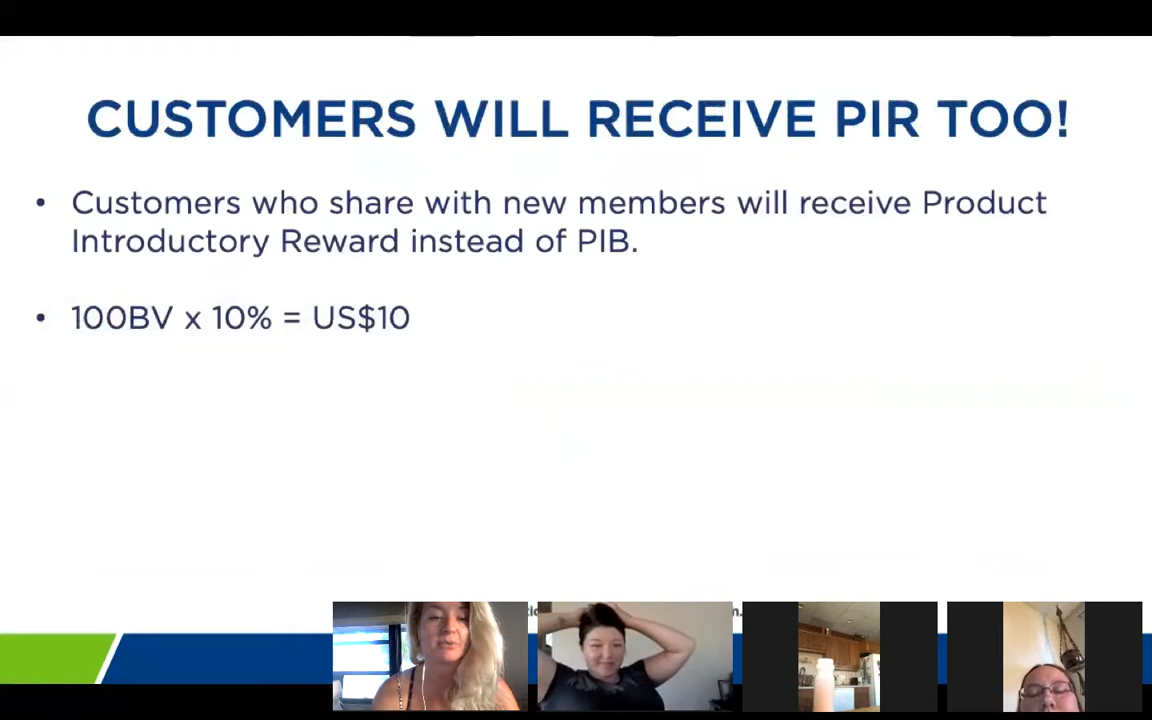 CUSTOMERS WILL RECEIVE PIR TOO!
• Customers who share with new members will receive Product
Introductory Reward instead of PIB.
• 100BV x 10% = US$10